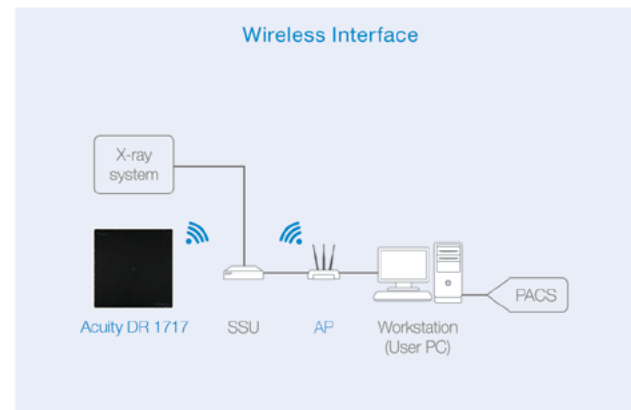 Wireless Interface
X-ray
system
Acuity DR 1717
SSU
AP
Workstation
(User PC)
PACS